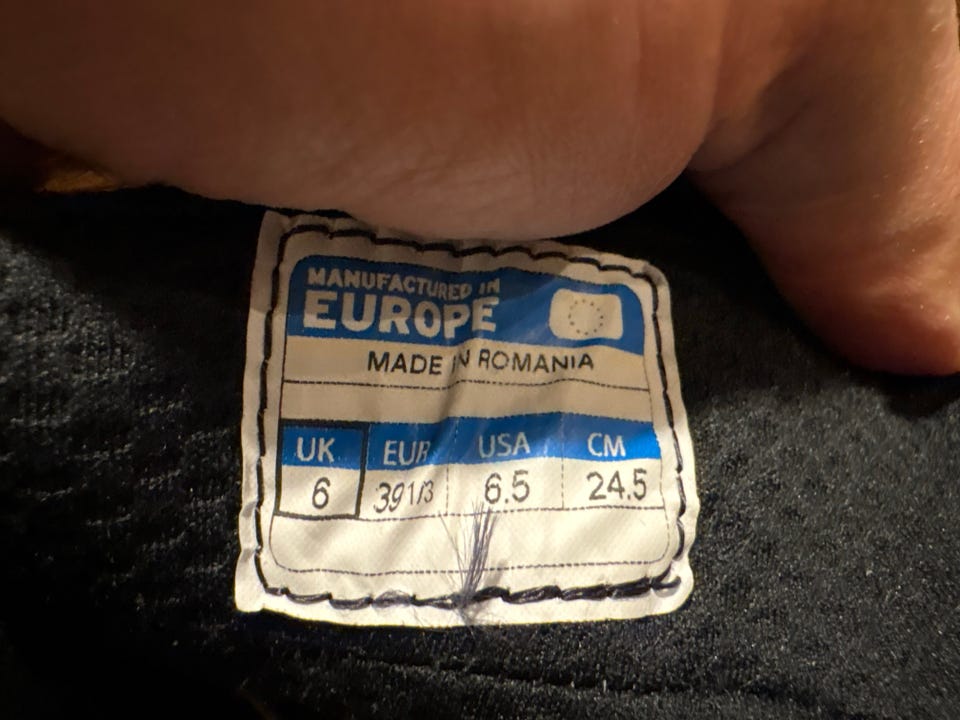 MANUFACTURED IN
EUROPE
MADE IN ROMANIA
UK EUR USA CM
6 39 1/3 6.5 24.5